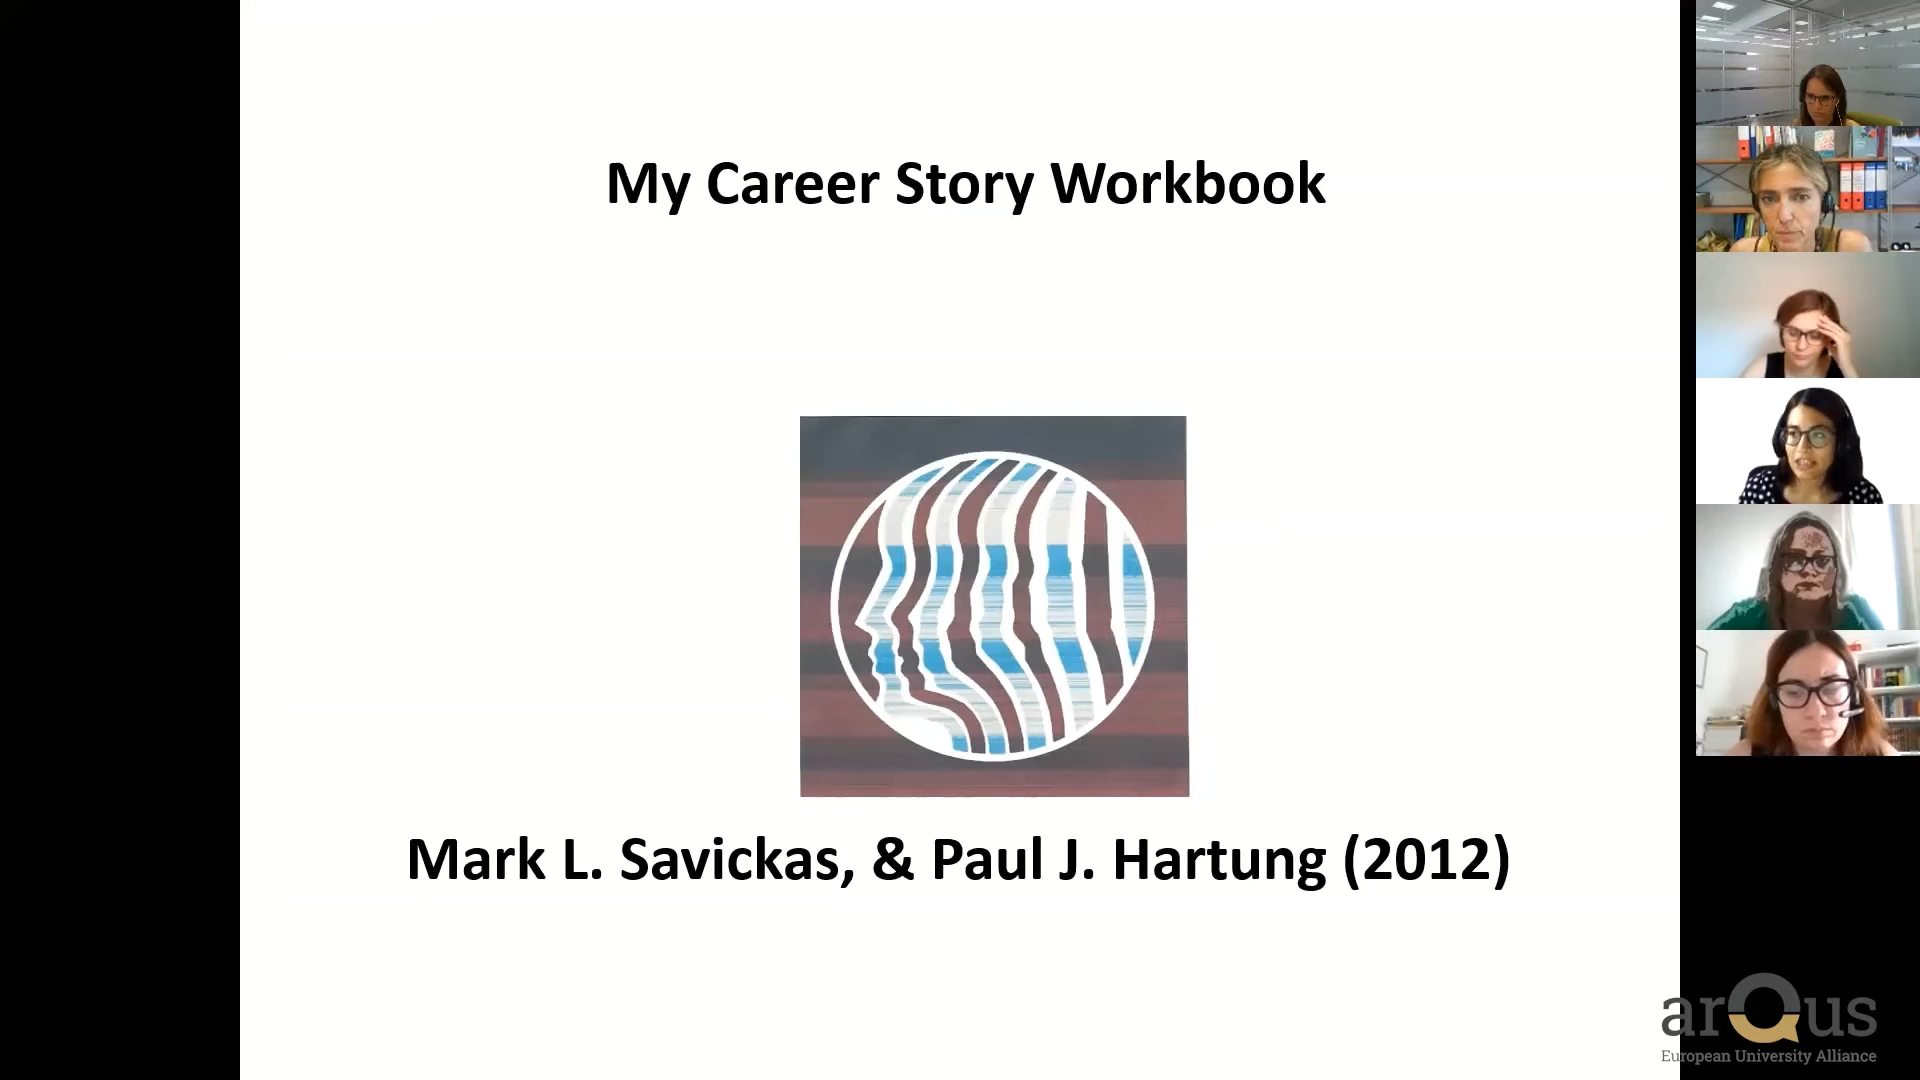 My Career Story Workbook
Mark L. Savickas, & Paul J. Hartung (2012)
arQus
European University Alliance